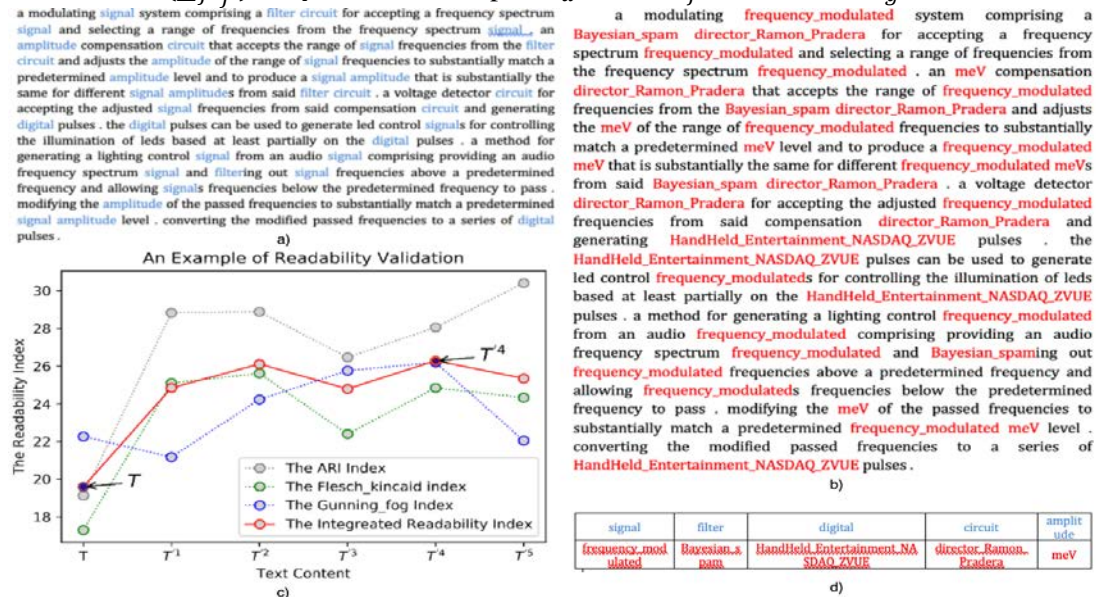 a modulating signal system comprising a filter circuit for accepting a frequency spectrum
signal and selecting a range of frequencies from the frequency spectrum signal . an
amplitude compensation circuit that accepts the range of signal frequencies from the filter
circuit and adjusts the amplitude of the range of signal frequencies to substantially match a
predetermined amplitude level and to produce a signal amplitude that is substantially the
same for different signal amplitudes from said filter circuit . a voltage detector circuit for
accepting the adjusted signal frequencies from said compensation circuit and generating
digital pulses . the digital pulses can be used to generate led control signals for controlling
the illumination of leds based at least partially on the digital pulses . a method for
generating a lighting control signal from an audio signal comprising providing an audio
frequency spectrum signal and filtering out signal frequencies above a predetermined
frequency and allowing signals frequencies below the predetermined frequency to pass .
modifying the amplitude of the passed frequencies to substantially match a predetermined
signal amplitude level . converting the modified passed frequencies to a series of digital
pulses .
a)
An Example of Readability Validation
The Readability Index
30
28
26
24
22
20
18
T
T'4
The ARI Index
The Flesch_kincaid index
The Gunning_fog Index
The Integreated Readability Index
T T'1 T'2 T'3 T'4 T'5
Text Content
c)
a modulating frequency_modulated system comprising a
Bayesian_spam director_Ramon_Pradera for accepting a frequency
spectrum frequency_modulated and selecting a range of frequencies from
the frequency spectrum frequency_modulated . an meV compensation
director_Ramon_Pradera that accepts the range of frequency_modulated
frequencies from the Bayesian_spam director_Ramon_Pradera and adjusts
the meV of the range of frequency_modulated frequencies to substantially
match a predetermined meV level and to produce a frequency_modulated
meV that is substantially the same for different frequency_modulated meVs
from said Bayesian_spam director_Ramon_Pradera . a voltage detector
director_Ramon_Pradera for accepting the adjusted frequency_modulated
frequencies from said compensation director_Ramon_Pradera and
generating HandHeld_Entertainment_NASDAQ_ZVUE pulses . the
HandHeld_Entertainment_NASDAQ_ZVUE pulses can be used to generate
led control frequency_modulateds for controlling the illumination of leds
based at least partially on the HandHeld_Entertainment_NASDAQ_ZVUE
pulses . a method for generating a lighting control frequency_modulated
from an audio frequency_modulated comprising providing an audio
frequency spectrum frequency_modulated and Bayesian_spaming out
frequency_modulated frequencies above a predetermined frequency and
allowing frequency_modulateds frequencies below the predetermined
frequency to pass . modifying the meV of the passed frequencies to
substantially match a predetermined frequency_modulated meV level .
converting the modified passed frequencies to a series of
HandHeld_Entertainment_NASDAQ_ZVUE pulses .
b)
signal filter digital circuit amplit
ude
frequency_mod Bayesian_s HandHeld_Entertainment_NA director_Ramon_ meV
ulated pam SDAQ_ZVUE Pradera
d)